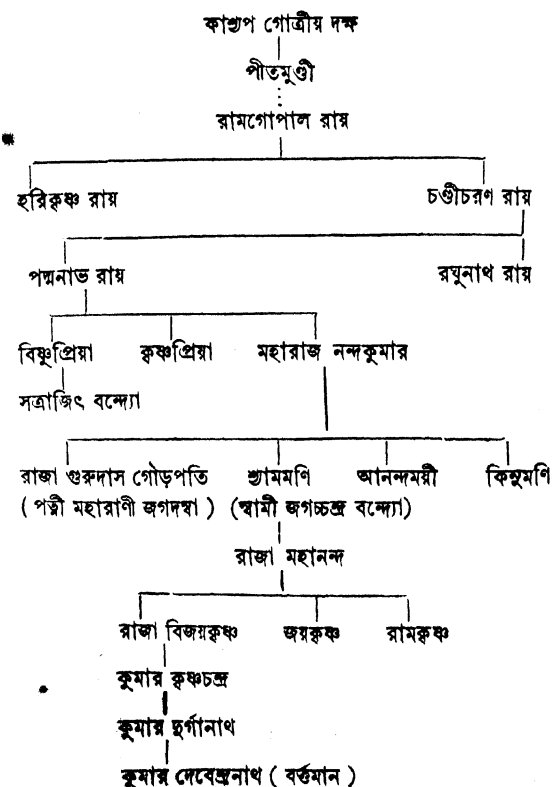 কাশ্যপ গোত্রীয় দক্ষ
পীতমুণ্ডী
রামগোপাল রায়
হরিকৃষ্ণ রায় চণ্ডীচরণ রায়
পদ্মনাভ রায় রঘুনাথ রায়
বিষ্ণুপ্রিয়া কৃষ্ণপ্রিয়া মহারাজ নন্দকুমার
সত্রাজিৎ বন্দ্যো
রাজা গুরুদাস গৌড়পতি শ্যামমণি আনন্দময়ী কিনুমণি
( পত্নী মহারাণী জগদম্বা ) (স্বামী জগচ্চন্দ্র বন্দ্যো)
রাজা মহানন্দ
রাজা বিজয়কৃষ্ণ জয়কৃষ্ণ রামকৃষ্ণ
কুমার কৃষ্ণচন্দ্র
কুমার দুর্গানাথ
কুমার দেবেন্দ্রনাথ ( বর্ত্তমান )